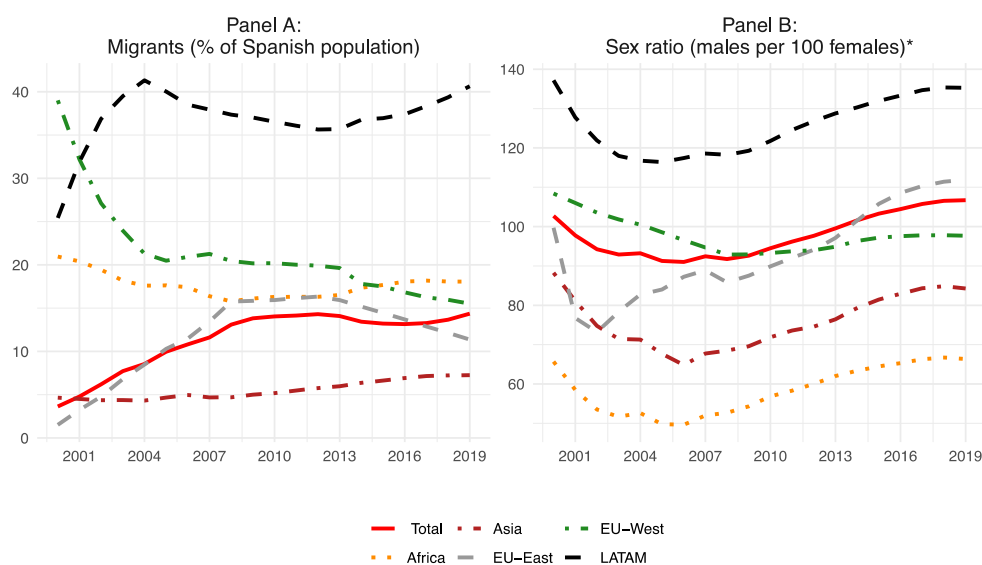 Panel A:
Migrants (% of Spanish population)
40
30
20
10
0
2001 2004 2007 2010 2013 2016 2019
Panel B:
Sex ratio (males per 100 females)*
140
120
100
80
60
2001 2004 2007 2010 2013 2016 2019
Total Asia EU−West
Africa EU−East LATAM